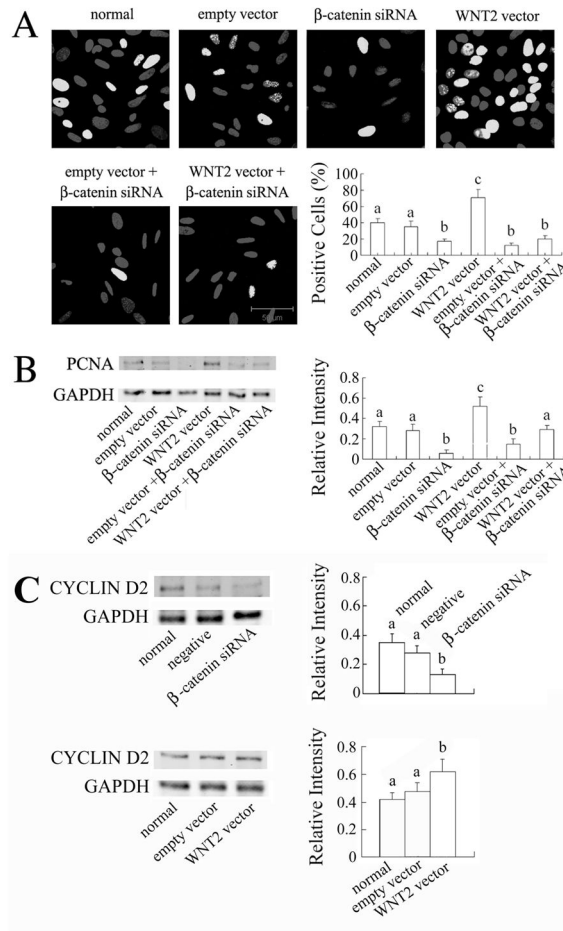 A
normal
empty vector
β-catenin siRNA
WNT2 vector
empty vector +
β-catenin siRNA
WNT2 vector +
β-catenin siRNA
50 μm
Positive Cells (%)
100
80
60
40
20
0
a
a
b
c
b
b
normal
empty vector
β-catenin siRNA
WNT2 vector
empty vector +
β-catenin siRNA
WNT2 vector +
β-catenin siRNA
B
PCNA
GAPDH
normal
empty vector
β-catenin siRNA
WNT2 vector
empty vector +β-catenin siRNA
WNT2 vector + β-catenin siRNA
Relative Intensity
0.8
0.6
0.4
0.2
0
a
a
b
c
b
a
normal
empty vector
β-catenin siRNA
WNT2 vector
empty vector +
β-catenin siRNA
WNT2 vector +
β-catenin siRNA
C
CYCLIN D2
GAPDH
normal
negative
β-catenin siRNA
Relative Intensity
0.8
0.6
0.4
0.2
0
normal
negative
β-catenin siRNA
a
a
b
CYCLIN D2
GAPDH
normal
empty vector
WNT2 vector
Relative Intensity
0.8
0.6
0.4
0.2
0
a
a
b
normal
empty vector
WNT2 vector